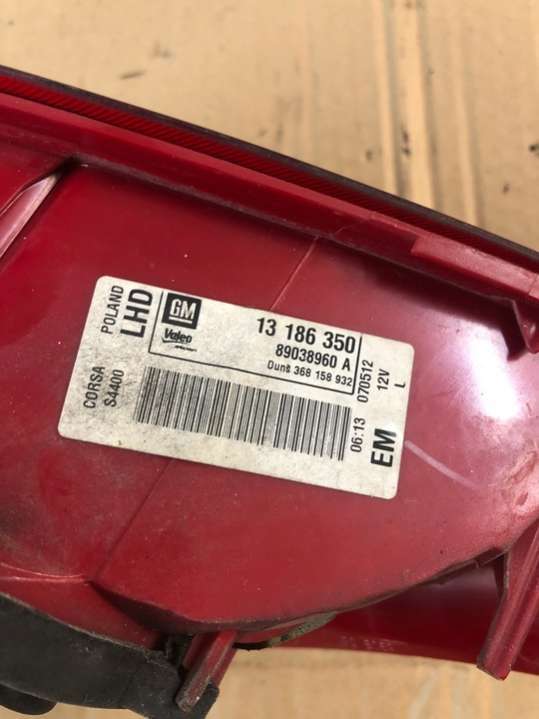 POLAND
LHD
GM
Valeo
13 186 350
89038960 A
Duns 368 158 932
CORSA
S4400
070512
06:13
12V
L
EM